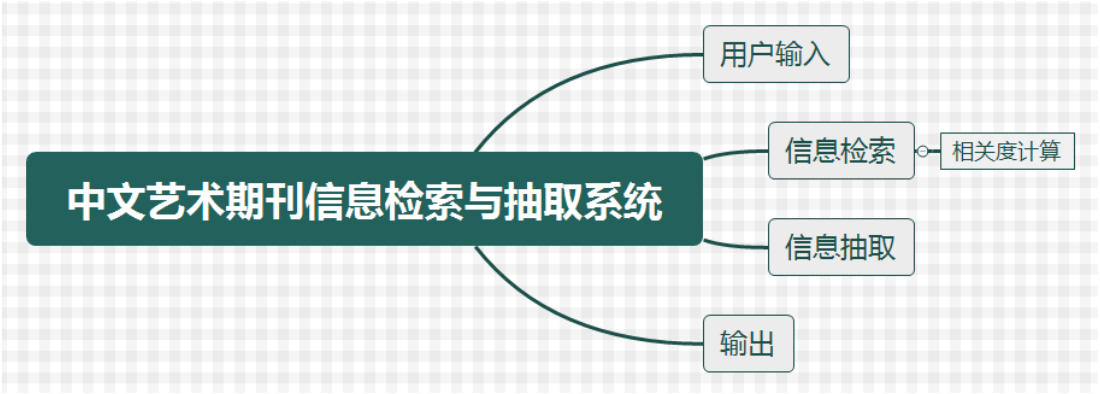 中文艺术期刊信息检索与抽取系统
用户输入
信息检索
相关度计算
信息抽取
输出